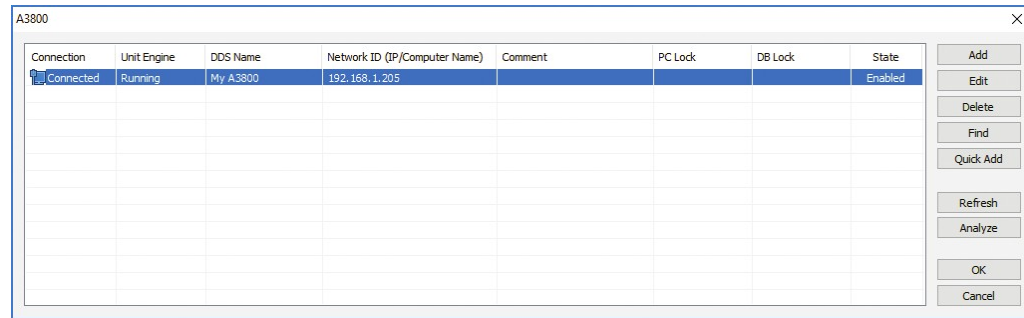 A3800
Connection Unit Engine DDS Name Network ID (IP/Computer Name) Comment PC Lock DB Lock State
Connected Running My A3800 192.168.1.205 Enabled
Add
Edit
Delete
Find
Quick Add
Refresh
Analyze
OK
Cancel